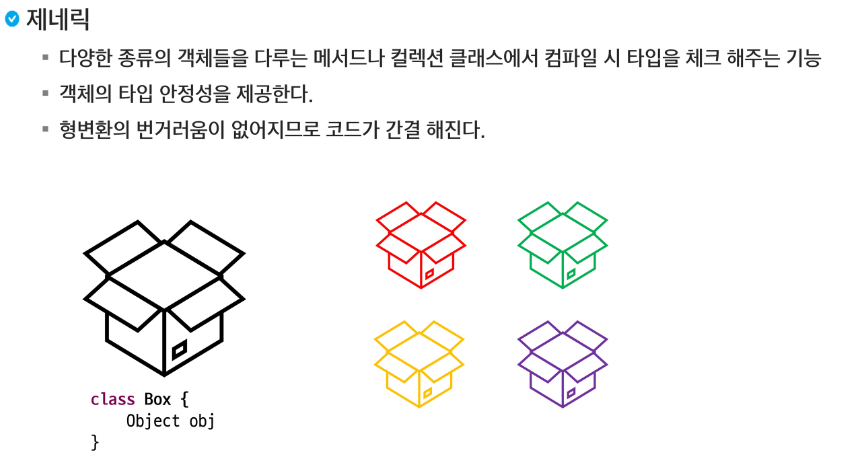 제네릭
다양한 종류의 객체들을 다루는 메서드나 컬렉션 클래스에서 컴파일 시 타입을 체크 해주는 기능
객체의 타입 안정성을 제공한다.
형변환의 번거러움이 없어지므로 코드가 간결 해진다.
class Box {
    Object obj
}